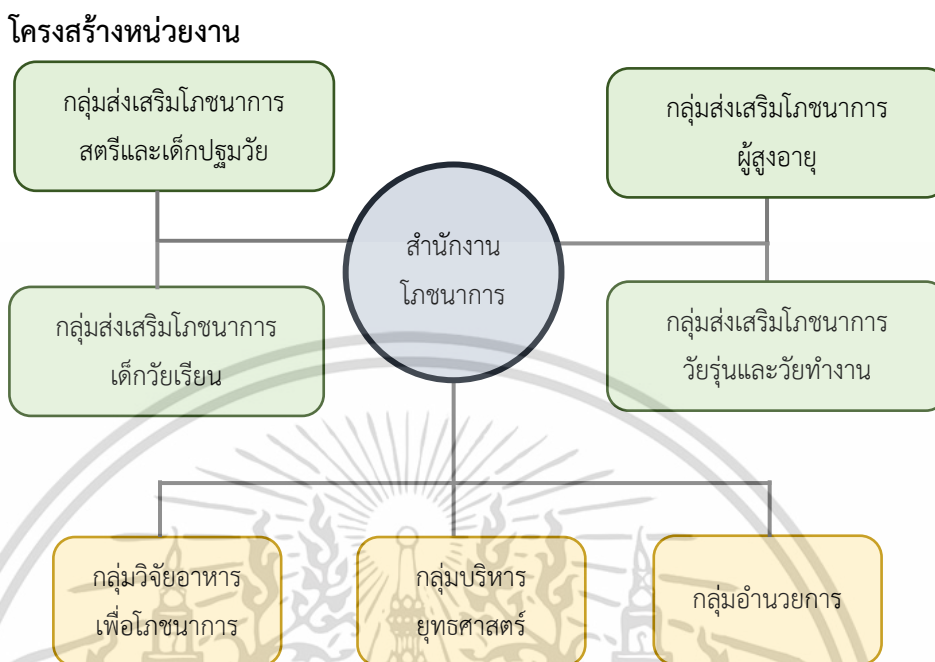 โครงสร้างหน่วยงาน
กลุ่มส่งเสริมโภชนาการ
สตรีและเด็กปฐมวัย
กลุ่มส่งเสริมโภชนาการ
ผู้สูงอายุ
สำนักงาน
โภชนาการ
กลุ่มส่งเสริมโภชนาการ
เด็กวัยเรียน
กลุ่มส่งเสริมโภชนาการ
วัยรุ่นและวัยทำงาน
กลุ่มวิจัยอาหาร
เพื่อโภชนาการ
กลุ่มบริหาร
ยุทธศาสตร์
กลุ่มอำนวยการ